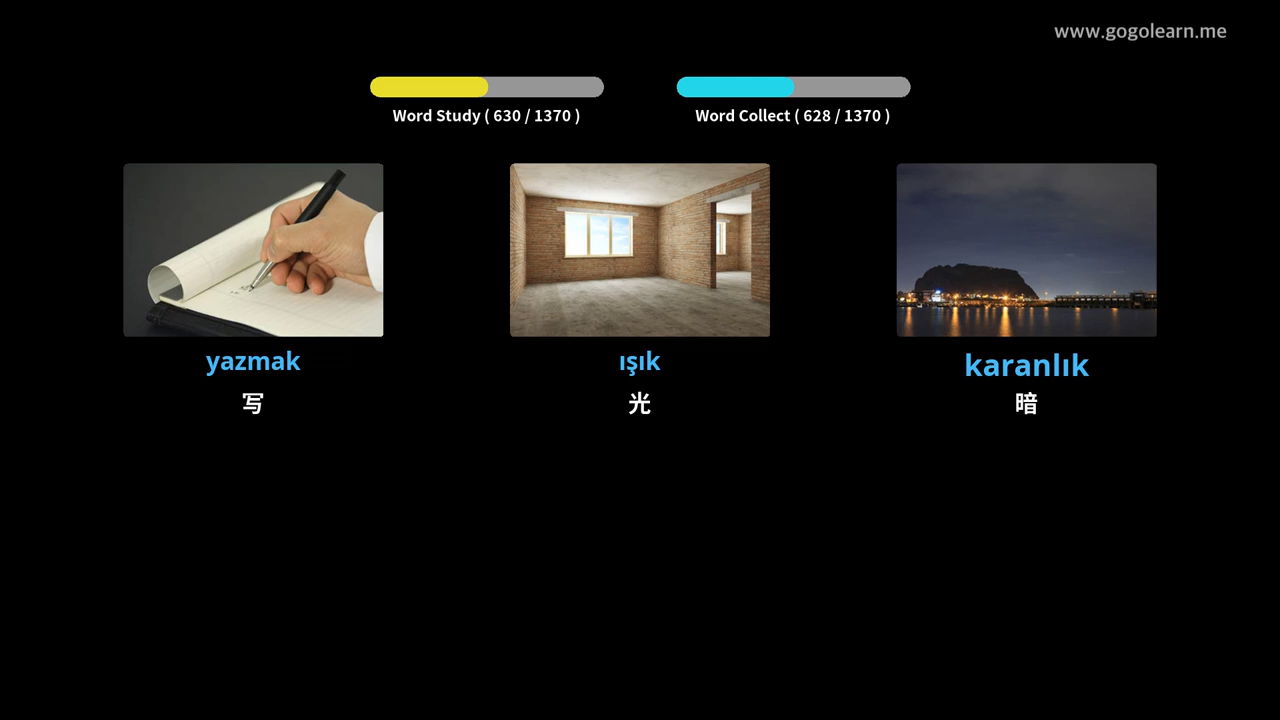 www.gogolearn.me
Word Study ( 630 / 1370 )
Word Collect ( 628 / 1370 )
yazmak
写
ışık
光
karanlık
暗